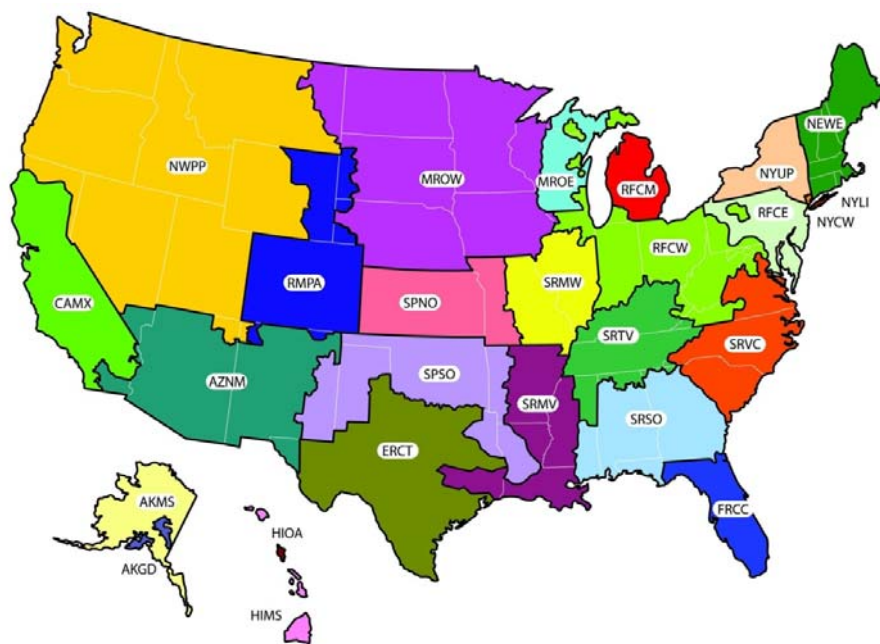 NEWE
NWPP
NYUP
MROW
MROE
RFCM
NYLI
RFCE
NYCW
RFCW
RMPA
SRMW
CAMX
SPNO
SRTV
SRVC
AZNM
SPSO
SRMV
SRSO
ERCT
AKMS
FRCC
HIOA
AKGD
HIMS